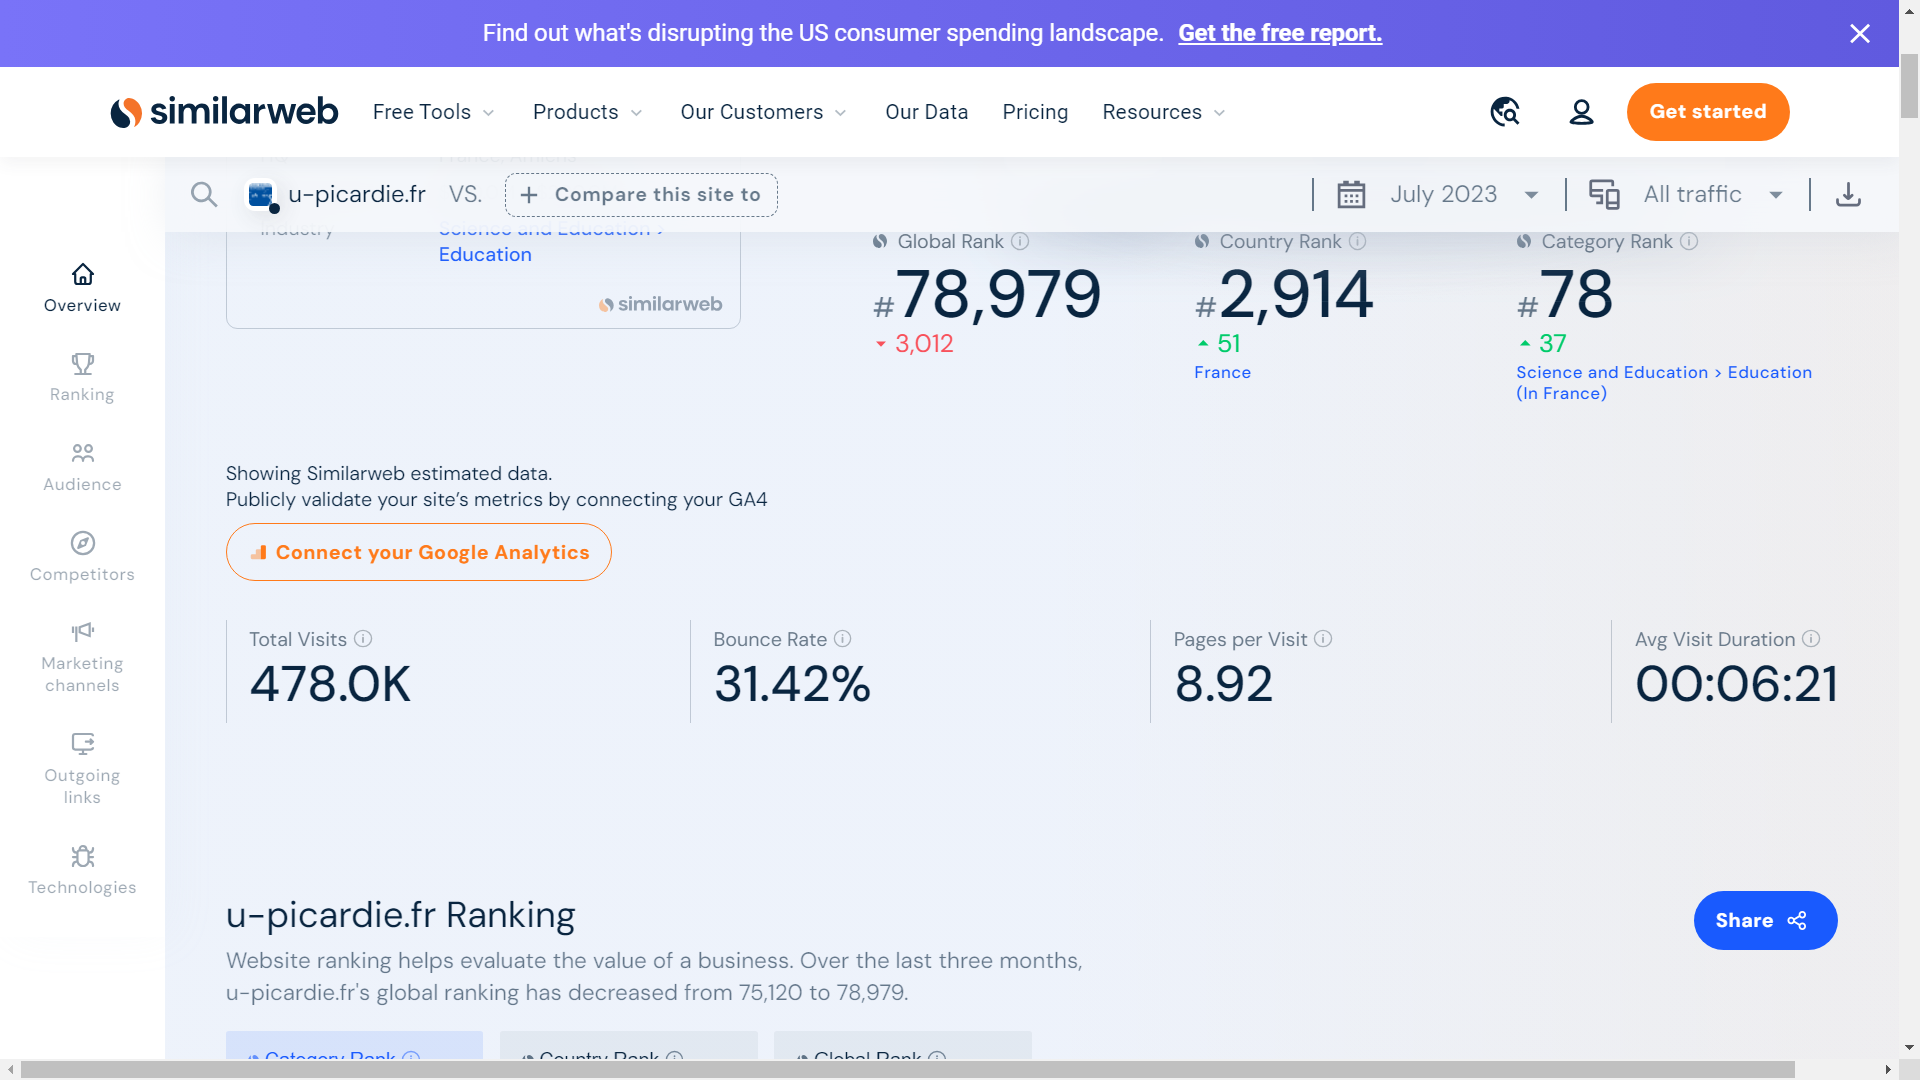 Find out what's disrupting the US consumer spending landscape. Get the free report.
similarweb Free Tools Products Our Customers Our Data Pricing Resources Get started
u-picardie.fr VS. + Compare this site to July 2023 All traffic
Industry Science and Education >
Education
similarweb
Global Rank
#78,979
3,012
Country Rank
#2,914
51
France
Category Rank
#78
37
Science and Education > Education
(In France)
Overview
Ranking
Audience
Competitors
Marketing
channels
Outgoing
links
Technologies
Showing Similarweb estimated data.
Publicly validate your site’s metrics by connecting your GA4
Connect your Google Analytics
Total Visits
478.0K
Bounce Rate
31.42%
Pages per Visit
8.92
Avg Visit Duration
00:06:21
u-picardie.fr Ranking
Share
Website ranking helps evaluate the value of a business. Over the last three months,
u-picardie.fr's global ranking has decreased from 75,120 to 78,979.
Category Rank Country Rank Global Rank